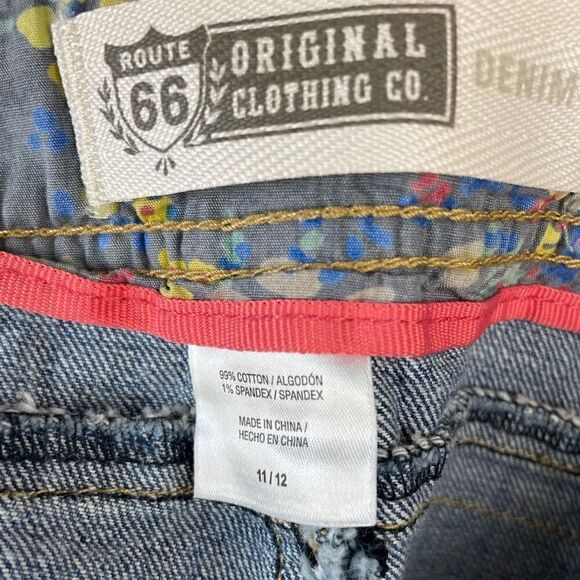 ROUTE
66
ORIGINAL
CLOTHING CO.
DENIM
99% COTTON / ALGODÓN
1% SPANDEX / SPANDEX
MADE IN CHINA /
HECHO EN CHINA
11 / 12